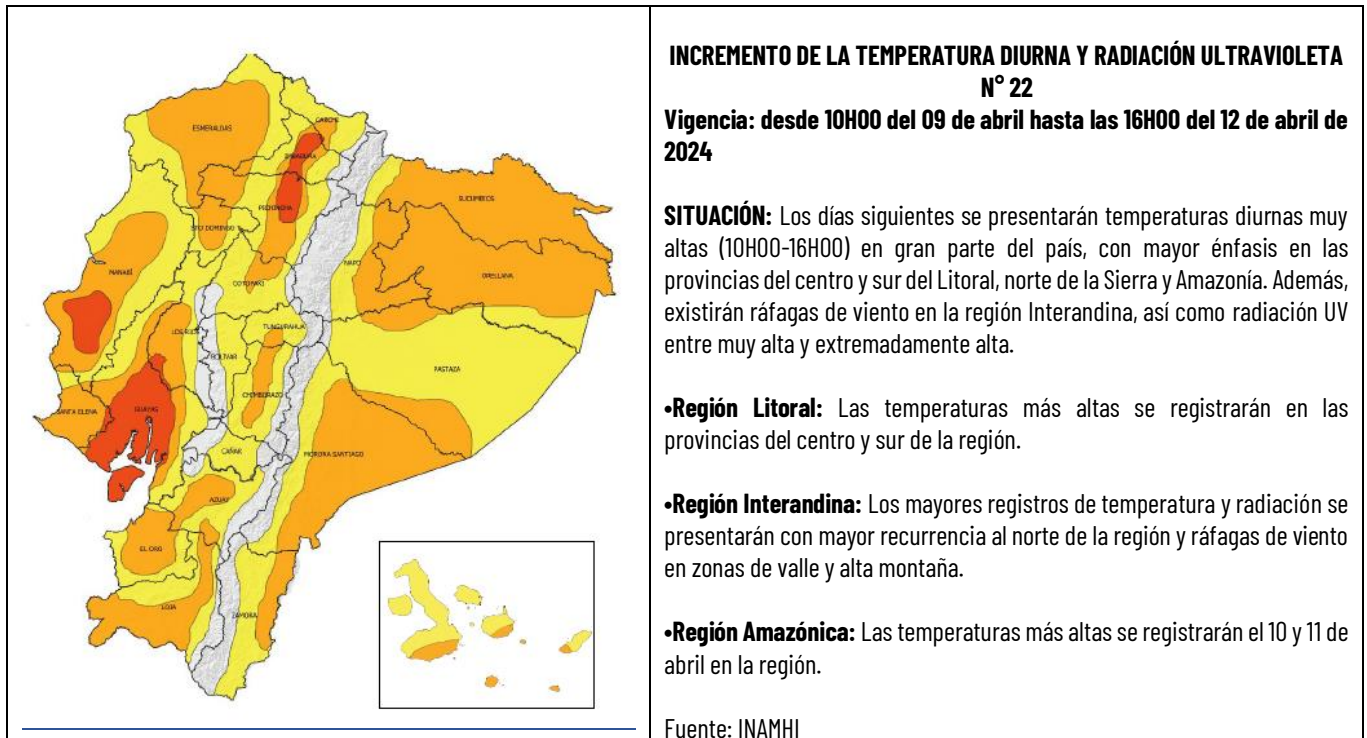 ESMERALDAS
CARCHI
IMBABURA
SUCUMBIOS
PICHINCHA
STO DOMINGO
NAPO
MANABÍ
ORELLANA
COTOPAXI
LOS RIOS
TUNGURAHUA
BOLIVAR
PASTAZA
CHIMBORAZO
SANTA ELENA
GUAYAS
CAÑAR
MORONA SANTIAGO
AZUAY
EL ORO
LOJA
ZAMORA
INCREMENTO DE LA TEMPERATURA DIURNA Y RADIACIÓN ULTRAVIOLETA
N° 22
Vigencia: desde 10H00 del 09 de abril hasta las 16H00 del 12 de abril de
2024
SITUACIÓN: Los días siguientes se presentarán temperaturas diurnas muy
altas (10H00-16H00) en gran parte del país, con mayor énfasis en las
provincias del centro y sur del Litoral, norte de la Sierra y Amazonía. Además,
existirán ráfagas de viento en la región Interandina, así como radiación UV
entre muy alta y extremadamente alta.
•Región Litoral: Las temperaturas más altas se registrarán en las
provincias del centro y sur de la región.
•Región Interandina: Los mayores registros de temperatura y radiación se
presentarán con mayor recurrencia al norte de la región y ráfagas de viento
en zonas de valle y alta montaña.
•Región Amazónica: Las temperaturas más altas se registrarán el 10 y 11 de
abril en la región.
Fuente: INAMHI